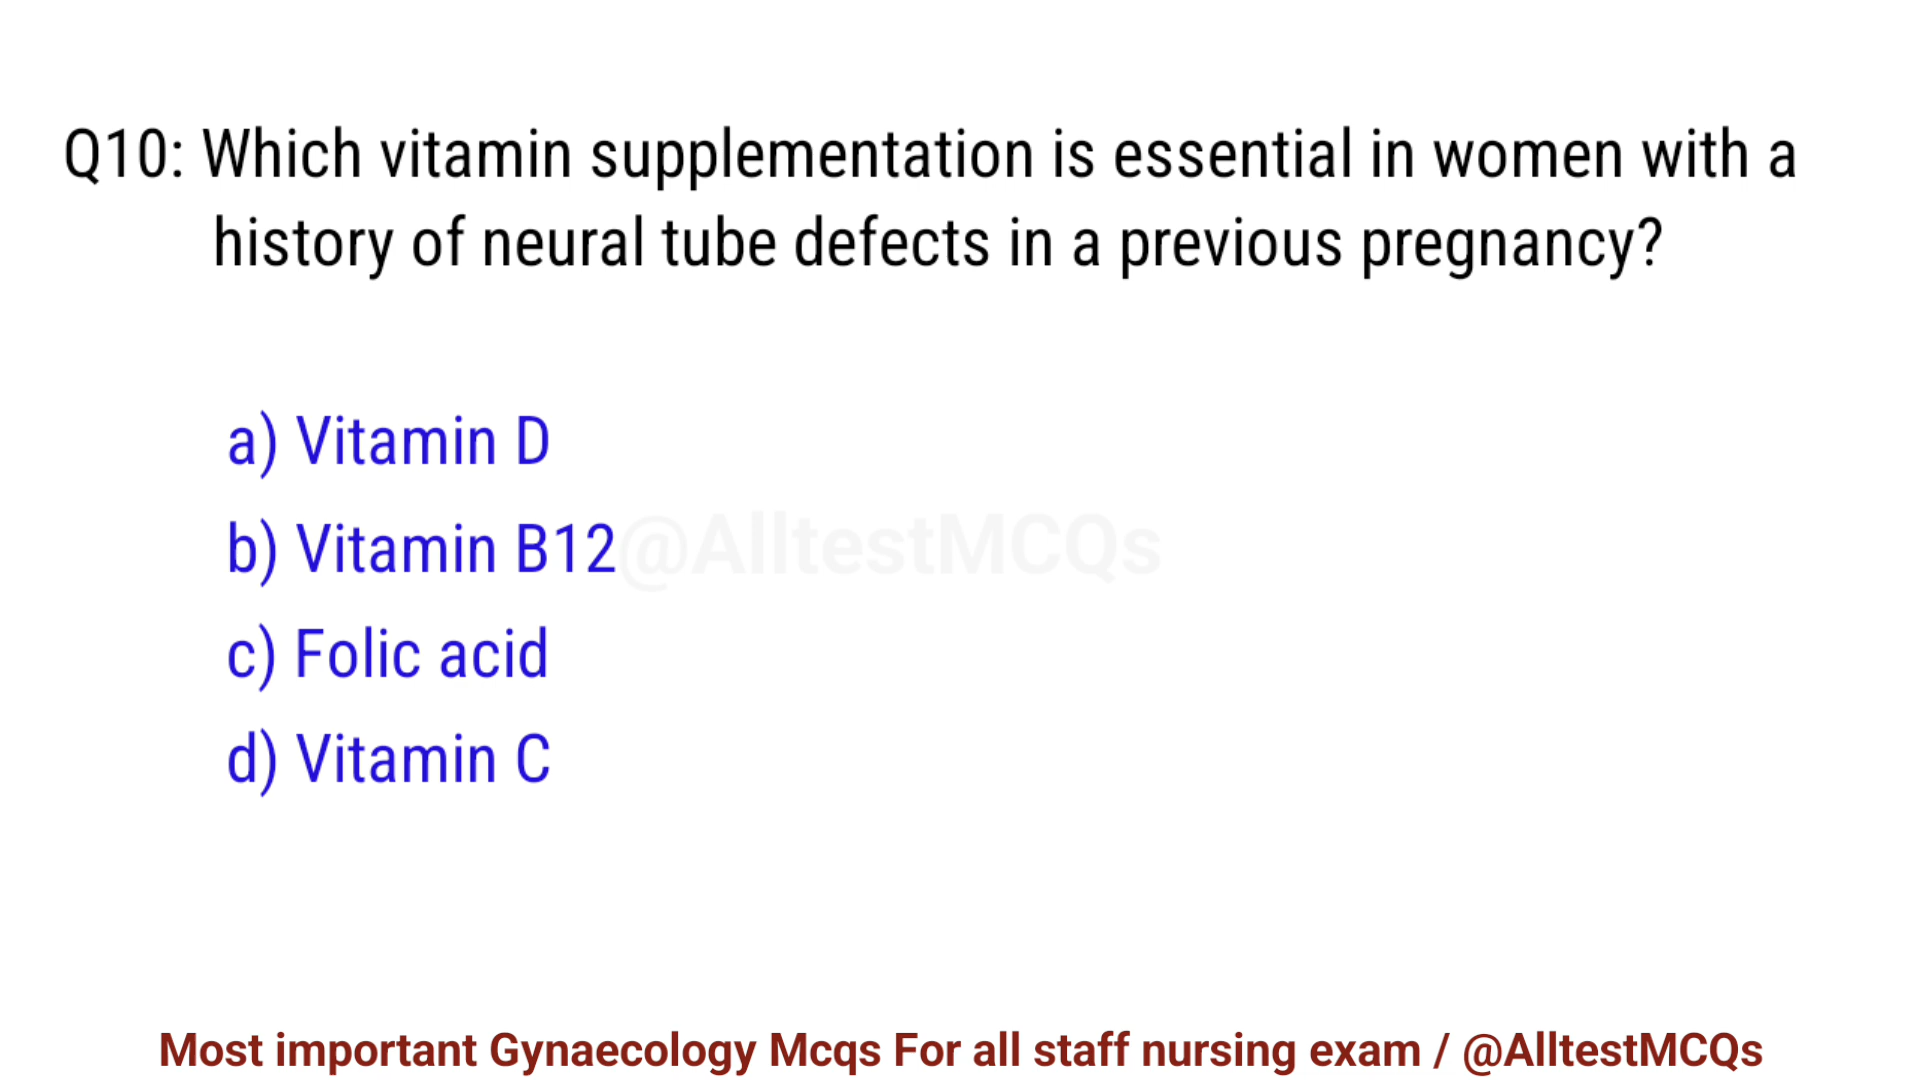 Q10: Which vitamin supplementation is essential in women with a
history of neural tube defects in a previous pregnancy?
a) Vitamin D
b) Vitamin B12
@AlltestMCQs
c) Folic acid
d) Vitamin C
Most important Gynaecology Mcqs For all staff nursing exam / @AlltestMCQs